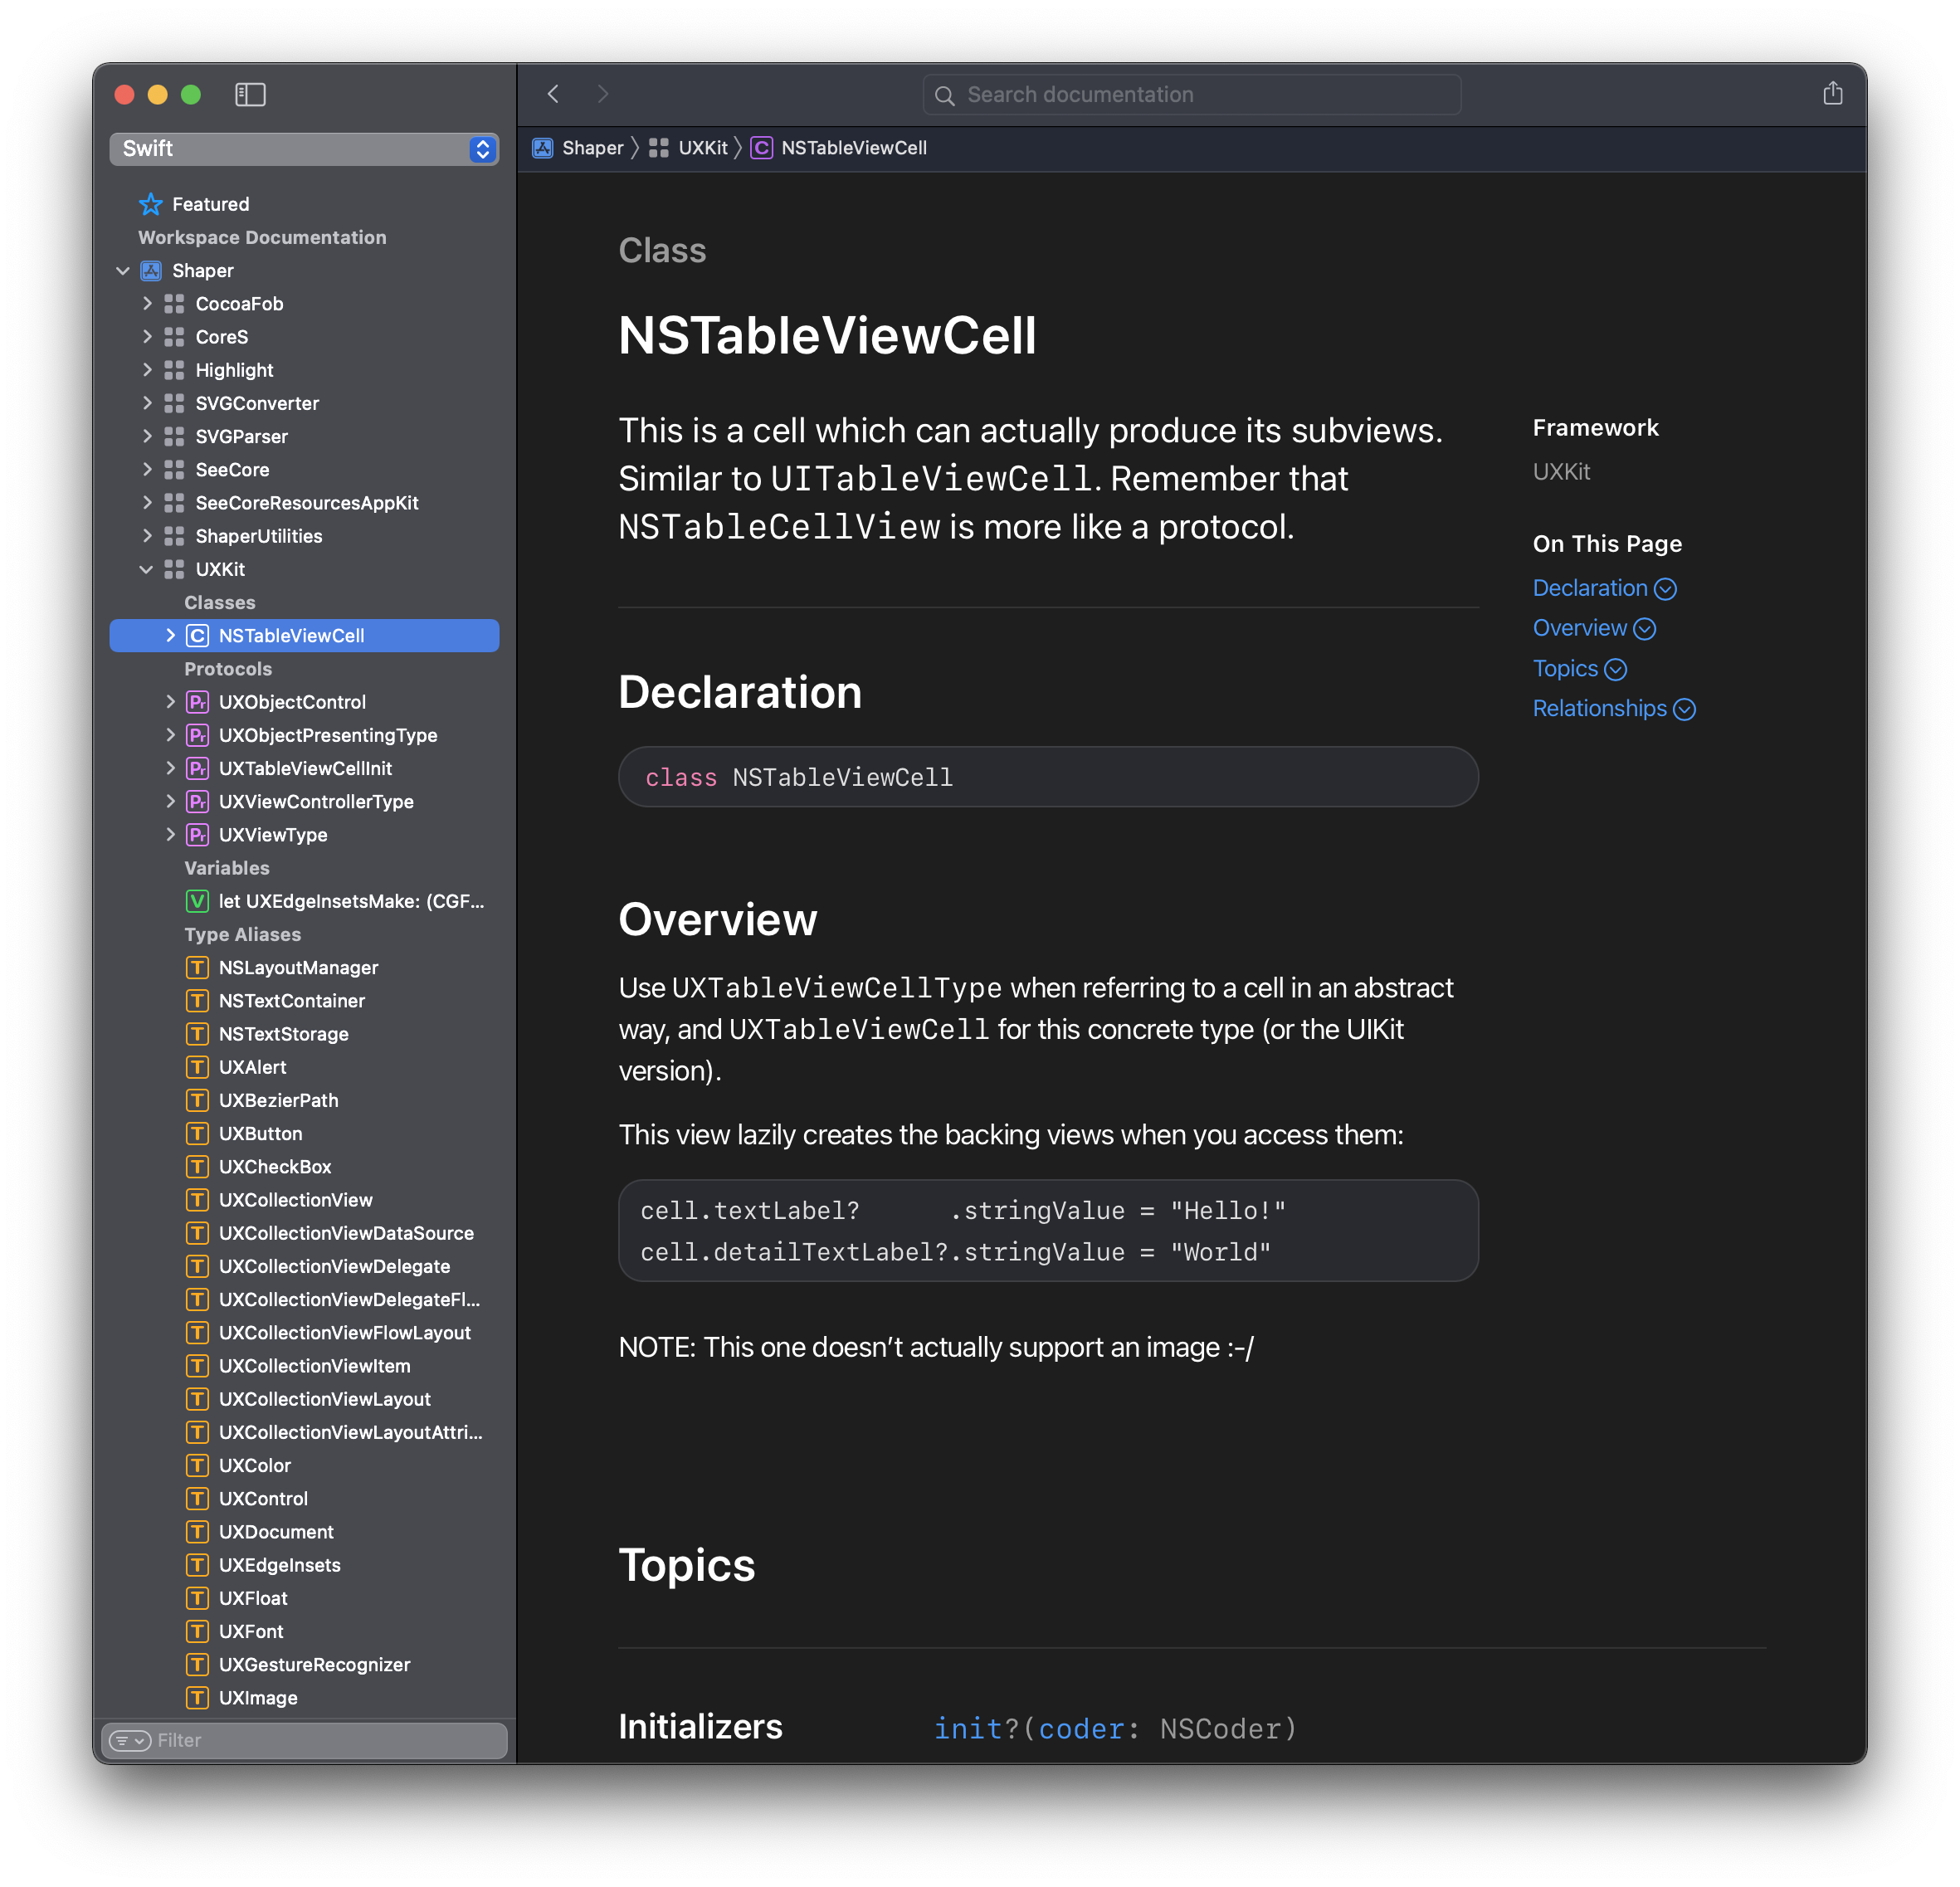 Swift
Featured
Workspace Documentation
Shaper
CocoaFob
CoreS
Highlight
SVGConverter
SVGParser
SeeCore
SeeCoreResourcesAppKit
ShaperUtilities
UXKit
Classes
C NSTableViewCell
Protocols
Pr UXObjectControl
Pr UXObjectPresentingType
Pr UXTableViewCellInit
Pr UXViewControllerType
Pr UXViewType
Variables
V let UXEdgeInsetsMake: (CGF...
Type Aliases
T NSLayoutManager
T NSTextContainer
T NSTextStorage
T UXAlert
T UXBezierPath
T UXButton
T UXCheckBox
T UXCollectionView
T UXCollectionViewDataSource
T UXCollectionViewDelegate
T UXCollectionViewDelegateFl...
T UXCollectionViewFlowLayout
T UXCollectionViewItem
T UXCollectionViewLayout
T UXCollectionViewLayoutAttri...
T UXColor
T UXControl
T UXDocument
T UXEdgeInsets
T UXFloat
T UXFont
T UXGestureRecognizer
T UXImage
Filter
Search documentation
Shaper 〉 UXKit 〉 C NSTableViewCell
Class
NSTableViewCell
This is a cell which can actually produce its subviews.
Similar to UITableViewCell. Remember that
NSTableCellView is more like a protocol.
Framework
UXKit
On This Page
Declaration
Overview
Topics
Relationships
Declaration
class NSTableViewCell
Overview
Use UXTableViewCellType when referring to a cell in an abstract
way, and UXTableViewCell for this concrete type (or the UIKit
version).
This view lazily creates the backing views when you access them:
cell.textLabel?      .stringValue = "Hello!"
cell.detailTextLabel?.stringValue = "World"
NOTE: This one doesn’t actually support an image :-/
Topics
Initializers
init?(coder: NSCoder)